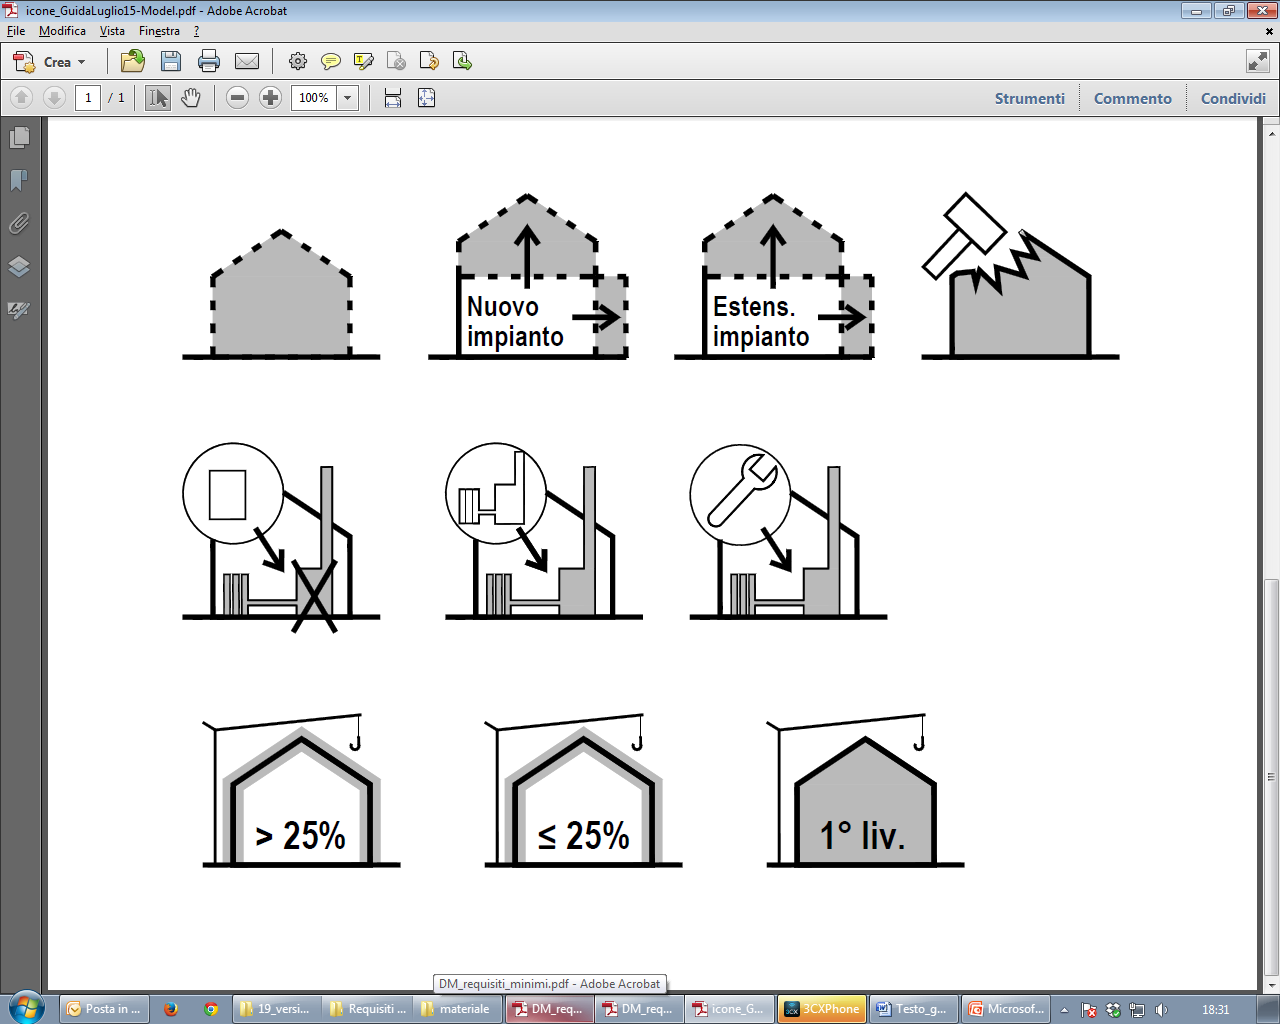 icone_GuidaLuglio15-Model.pdf - Adobe Acrobat
File Modifica Vista Finestra ?
Crea
1 / 1 100% Strumenti Commento Condividi
Nuovo
impianto
Estens.
impianto
> 25%
≤ 25%
1° liv.
DM_requisiti_minimi.pdf - Adobe Acrobat
Posta in ... 19_versi... Requisiti ... materiale DM_req... DM_req... icone_G... 3CXPhone Testo_g... Microsof... 18:31